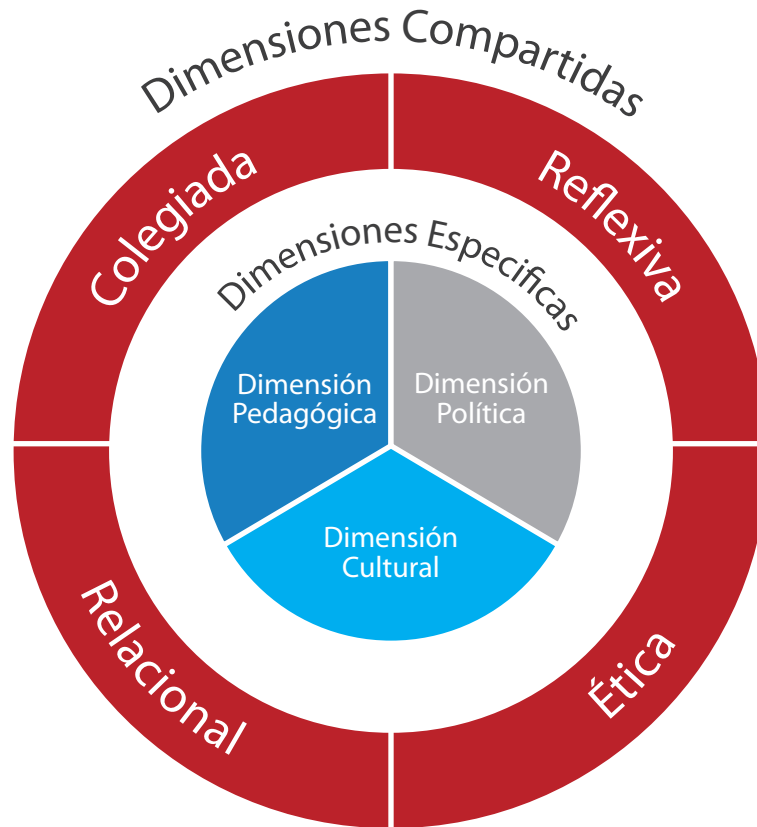 Dimensiones Compartidas
Colegiada
Reflexiva
Dimensiones Especificas
Dimensión
Pedagógica
Dimensión
Política
Dimensión
Cultural
Relacional
Ética